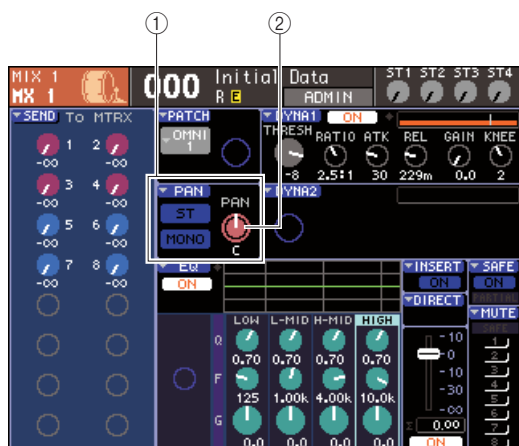 ① ②
MIX 1
MX 1
000 Initial Data
R E ADMIN
ST1 ST2 ST3 ST4
SEND To MTRX
1 2
-∞ -∞
3 4
-∞ -∞
5 6
-∞ -∞
7 8
-∞ -∞
PATCH
OMNI
1
DYNA1 ON
THRESH RATIO ATK REL GAIN KNEE
-8 2.5:1 30 229m 0.0 2
PAN
ST
MONO
PAN
C
DYNA2
EQ
ON
LOW L-MID H-MID HIGH
Q
0.70 0.70 0.70 0.70
F
125 1.00k 4.00k 10.0k
G
0.0 0.0 0.0 0.0
INSERT
ON
DIRECT
10
0
-10
-30
-∞
Σ 0.00
ON
SAFE
ON
PARTIAL
MUTE
SAFE
1
2
3
4
5
6
7
8